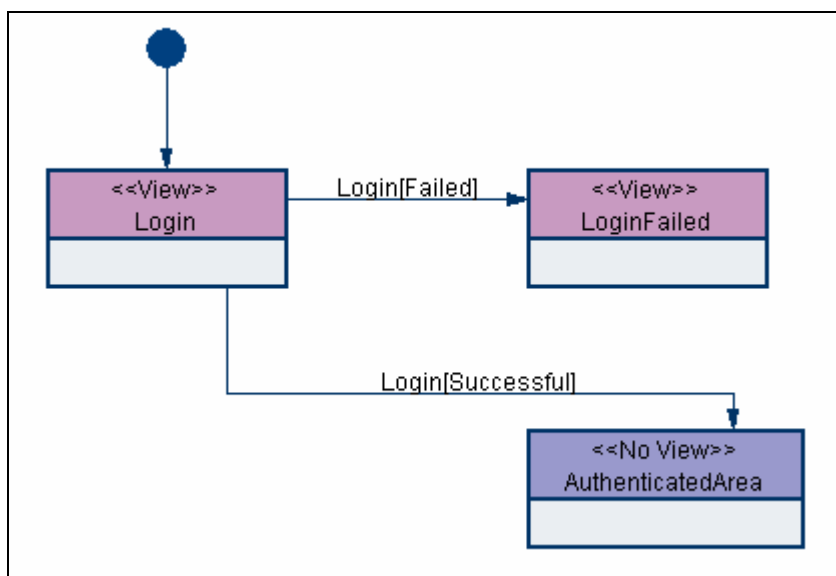 <<View>>
Login
Login[Failed]
<<View>>
LoginFailed
Login[Successful]
<<No View>>
AuthenticatedArea